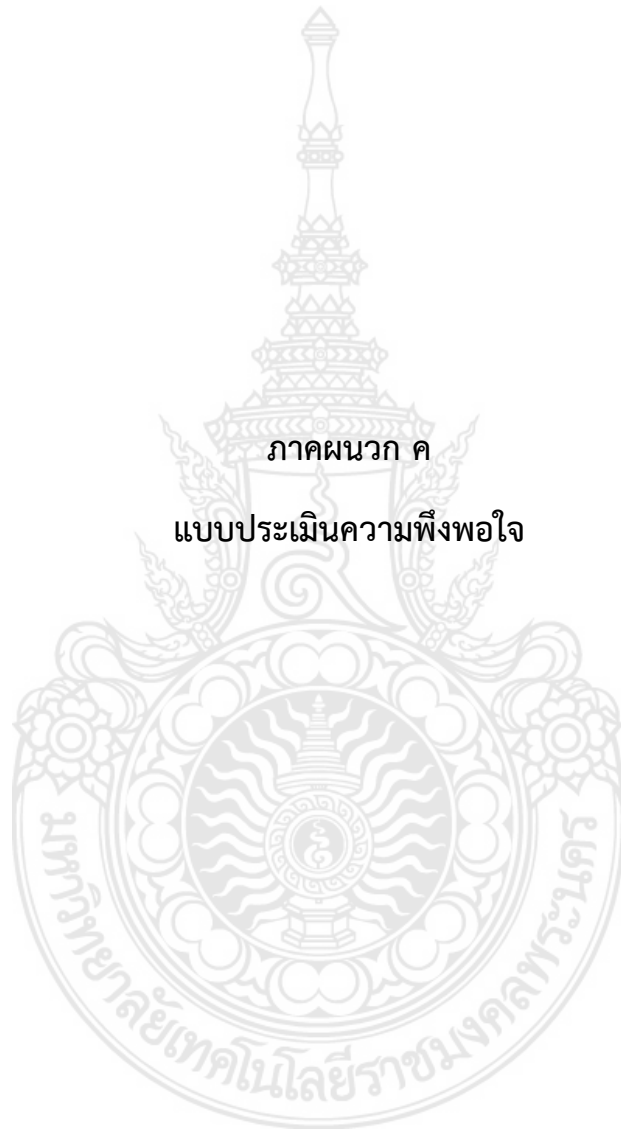 ภาคผนวก ค
แบบประเมินความพึงพอใจ
มหาวิทยาลัยเทคโนโลยีราชมงคลพระนคร